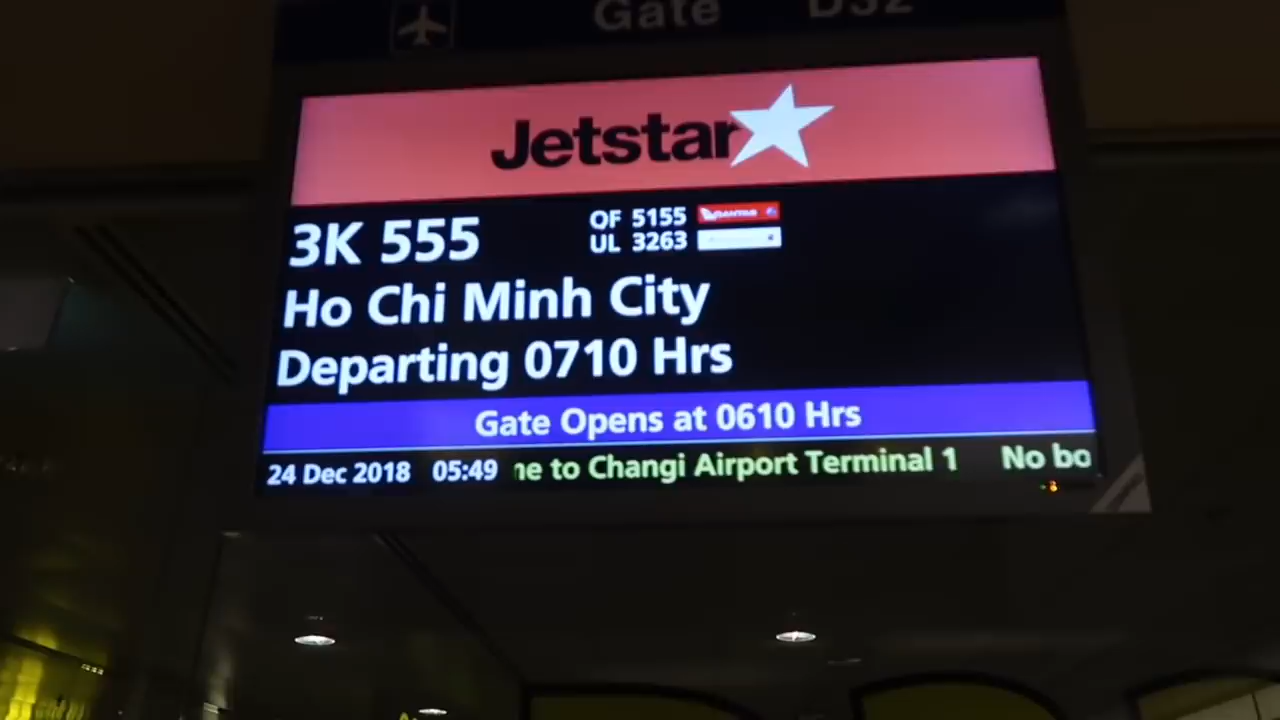 Gate D32
Jetstar
3K 555
QF 5155 QANTAS
UL 3263
Ho Chi Minh City
Departing 0710 Hrs
Gate Opens at 0610 Hrs
24 Dec 2018 05:49 ne to Changi Airport Terminal 1 No bo